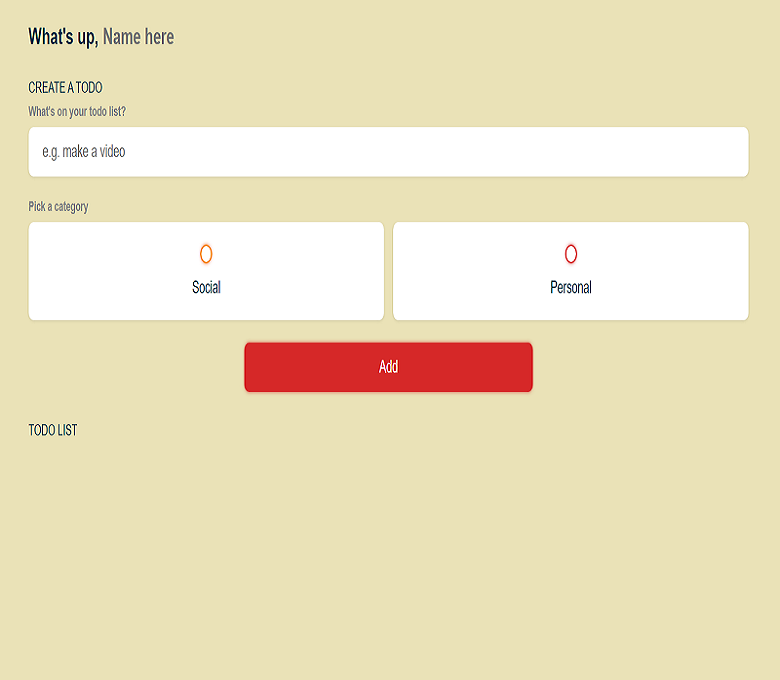 What's up, Name here
CREATE A TODO
What's on your todo list?
e.g. make a video
Pick a category
Social
Personal
Add
TODO LIST